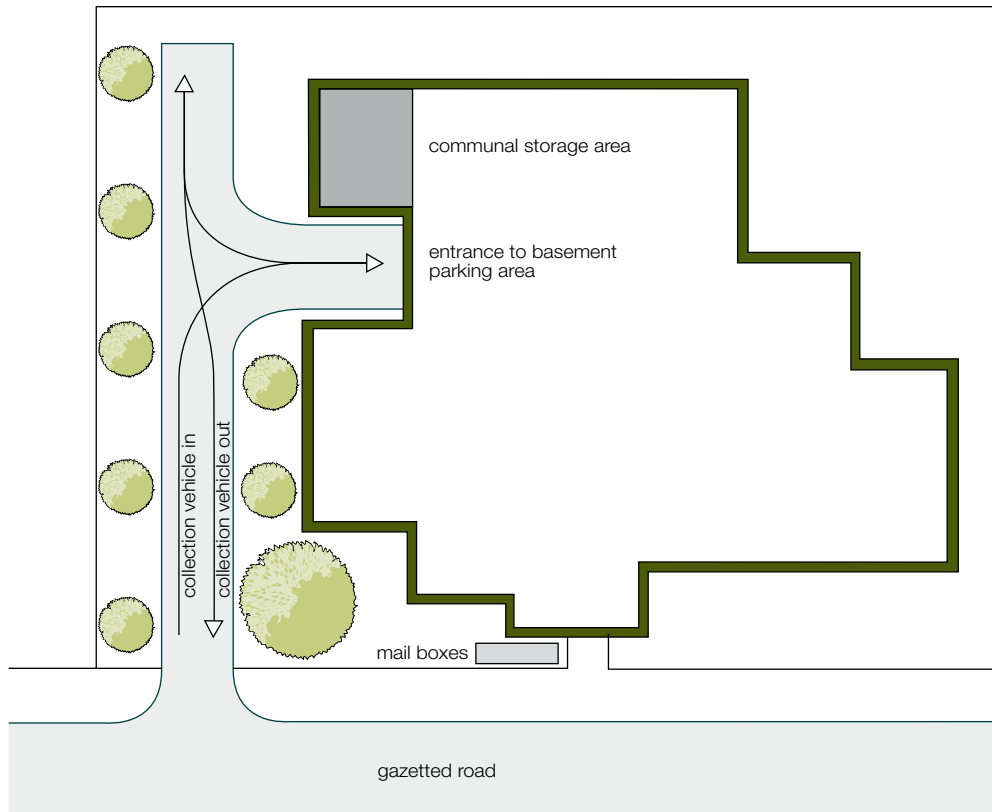 communal storage area
entrance to basement
parking area
collection vehicle in
collection vehicle out
mail boxes
gazetted road